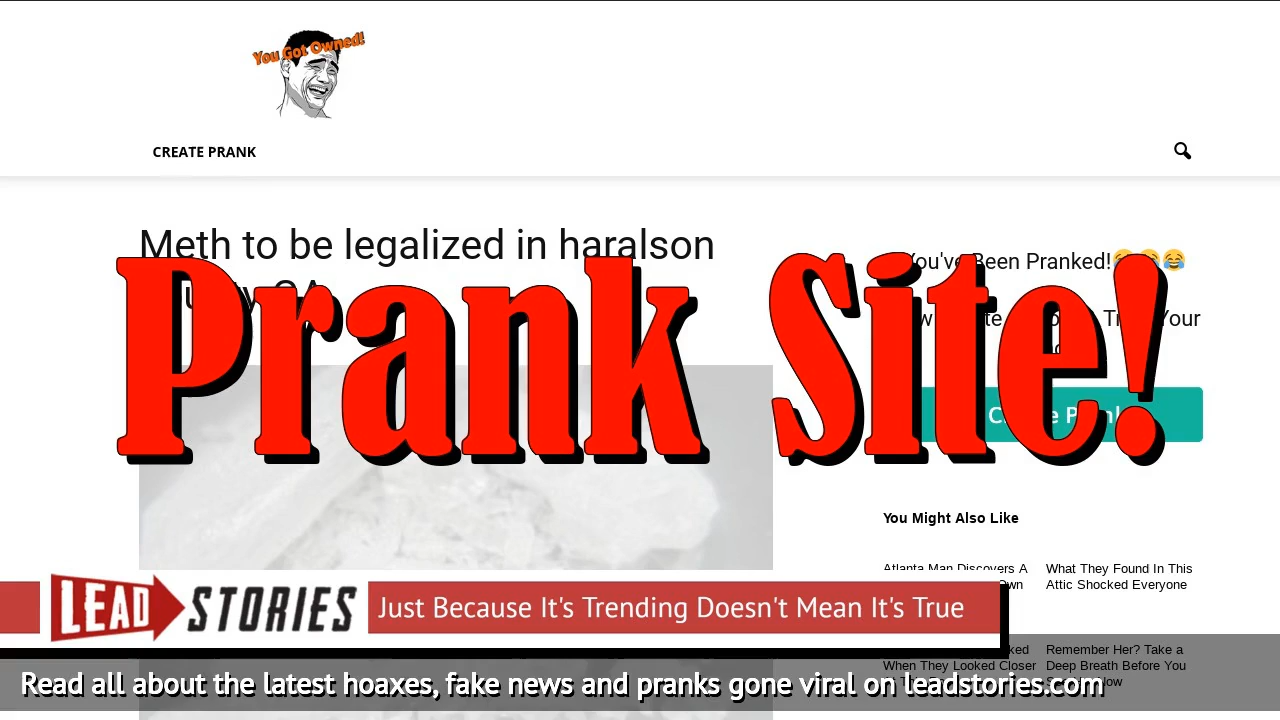 You Got Owned!
CREATE PRANK
Meth to be legalized in haralson
You've Been Pranked!😂😂😂
Your
Prank Site!
You Might Also Like
Atlanta Man Discovers A
Own
What They Found In This
Attic Shocked Everyone
LEAD STORIES
Just Because It's Trending Doesn't Mean It's True
When They Looked Closer
Remember Her? Take a
Deep Breath Before You
Read all about the latest hoaxes, fake news and pranks gone viral on leadstories.com